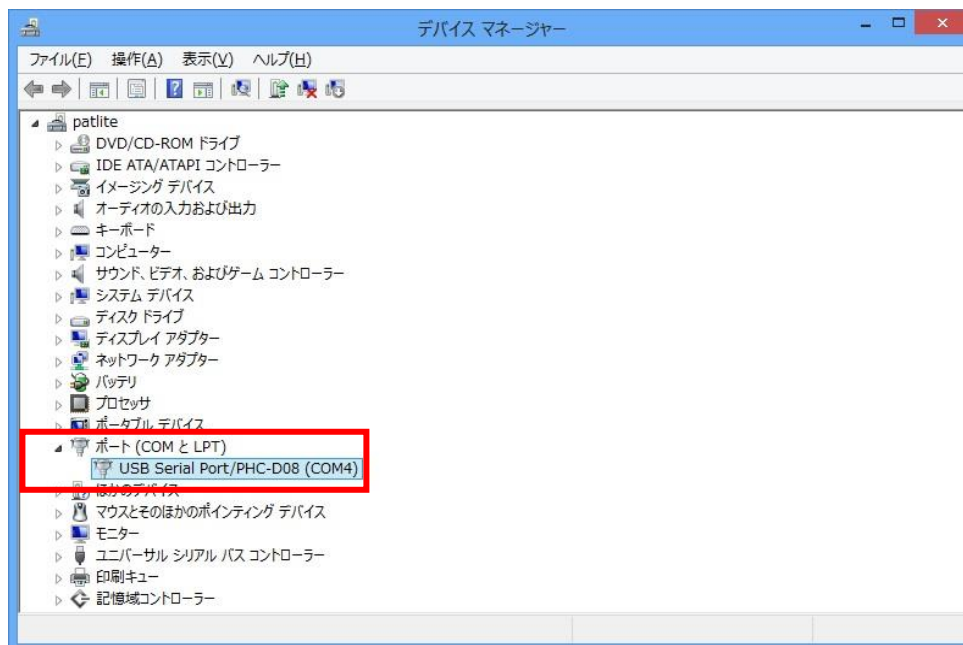 デバイス マネージャー
ファイル(F) 操作(A) 表示(V) ヘルプ(H)
patlite
DVD/CD-ROM ドライブ
IDE ATA/ATAPI コントローラー
イメージング デバイス
オーディオの入力および出力
キーボード
コンピューター
サウンド、ビデオ、およびゲーム コントローラー
システム デバイス
ディスク ドライブ
ディスプレイ アダプター
ネットワーク アダプター
バッテリ
プロセッサ
ポータブル デバイス
ポート (COM と LPT)
USB Serial Port/PHC-D08 (COM4)
ほかのデバイス
マウスとそのほかのポインティング デバイス
モニター
ユニバーサル シリアル バス コントローラー
印刷キュー
記憶域コントローラー